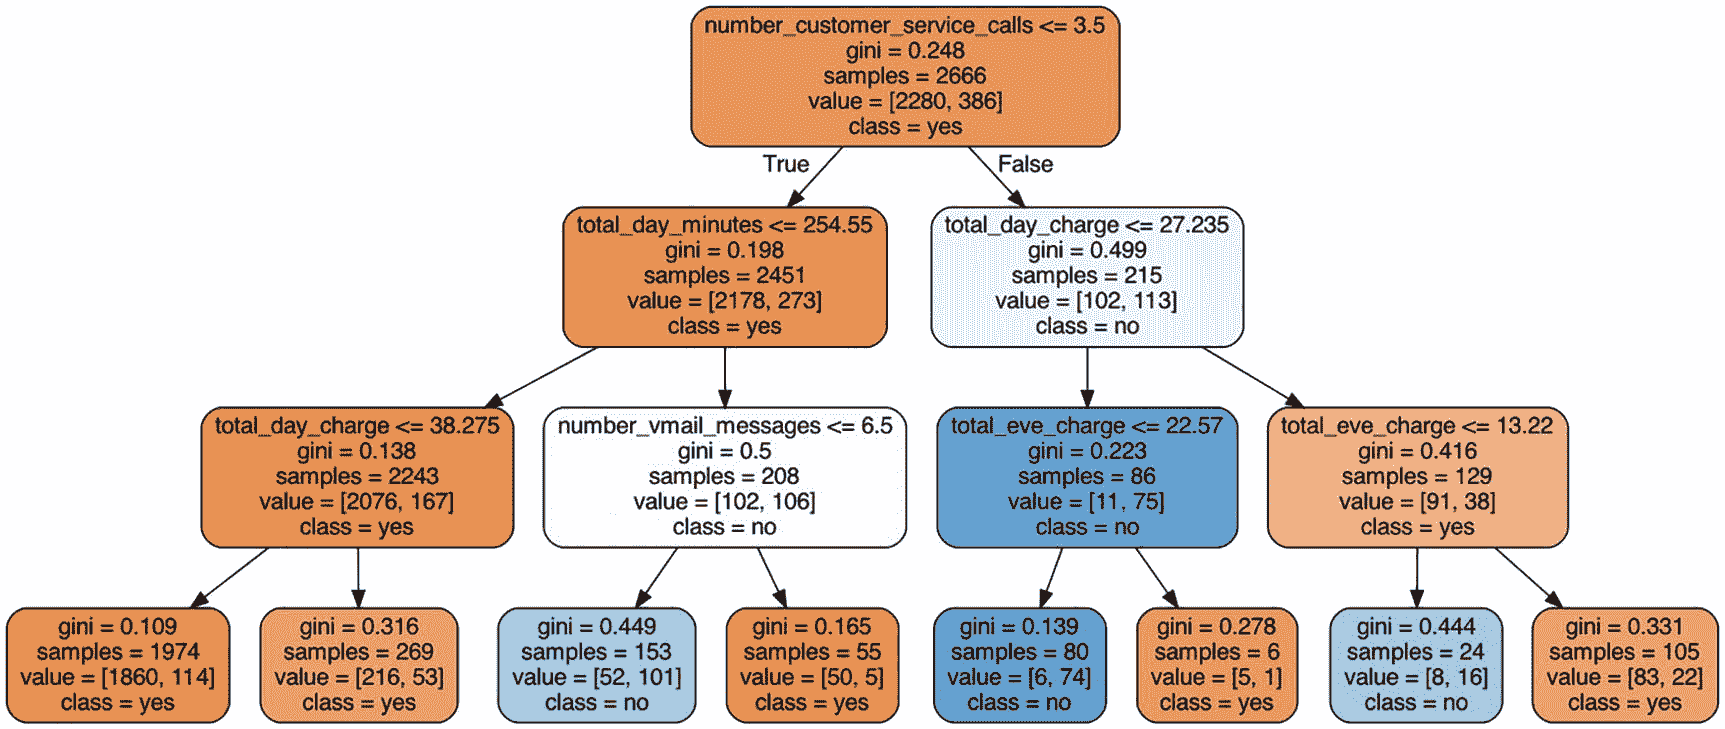 number_customer_service_calls <= 3.5
gini = 0.248
samples = 2666
value = [2280, 386]
class = yes
True
False
total_day_minutes <= 254.55
gini = 0.198
samples = 2451
value = [2178, 273]
class = yes
total_day_charge <= 27.235
gini = 0.499
samples = 215
value = [102, 113]
class = no
total_day_charge <= 38.275
gini = 0.138
samples = 2243
value = [2076, 167]
class = yes
number_vmail_messages <= 6.5
gini = 0.5
samples = 208
value = [102, 106]
class = no
total_eve_charge <= 22.57
gini = 0.223
samples = 86
value = [11, 75]
class = no
total_eve_charge <= 13.22
gini = 0.416
samples = 129
value = [91, 38]
class = yes
gini = 0.109
samples = 1974
value = [1860, 114]
class = yes
gini = 0.316
samples = 269
value = [216, 53]
class = yes
gini = 0.449
samples = 153
value = [52, 101]
class = no
gini = 0.165
samples = 55
value = [50, 5]
class = yes
gini = 0.139
samples = 80
value = [6, 74]
class = no
gini = 0.278
samples = 6
value = [5, 1]
class = yes
gini = 0.444
samples = 24
value = [8, 16]
class = no
gini = 0.331
samples = 105
value = [83, 22]
class = yes